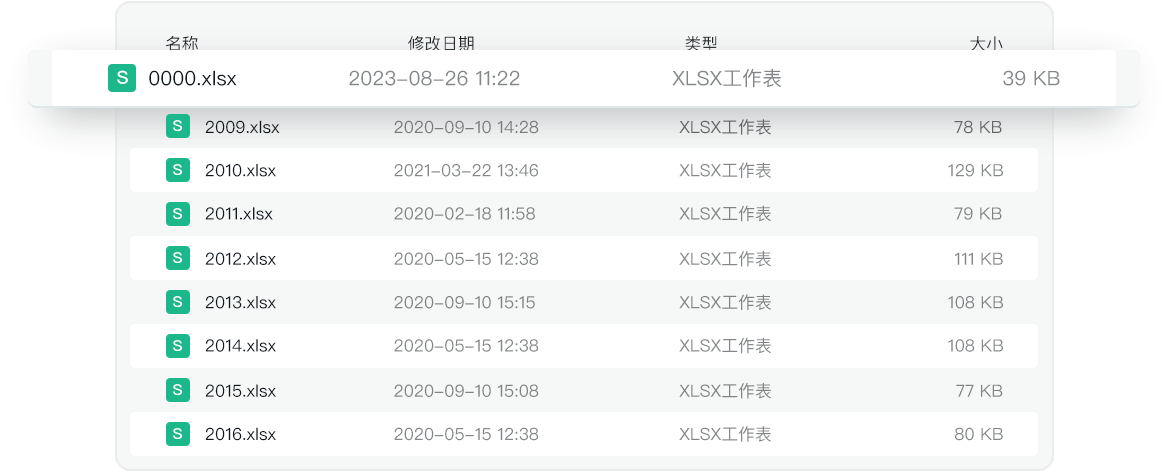 名称 修改日期 类型 大小
S 0000.xlsx 2023-08-26 11:22 XLSX工作表 39 KB
S 2009.xlsx 2020-09-10 14:28 XLSX工作表 78 KB
S 2010.xlsx 2021-03-22 13:46 XLSX工作表 129 KB
S 2011.xlsx 2020-02-18 11:58 XLSX工作表 79 KB
S 2012.xlsx 2020-05-15 12:38 XLSX工作表 111 KB
S 2013.xlsx 2020-09-10 15:15 XLSX工作表 108 KB
S 2014.xlsx 2020-05-15 12:38 XLSX工作表 108 KB
S 2015.xlsx 2020-09-10 15:08 XLSX工作表 77 KB
S 2016.xlsx 2020-05-15 12:38 XLSX工作表 80 KB